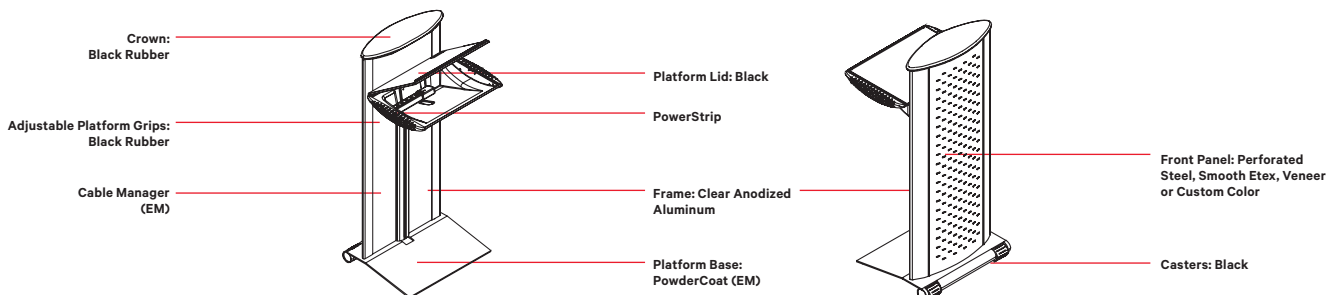 Crown:
Black Rubber
Adjustable Platform Grips:
Black Rubber
Cable Manager
(EM)
Platform Lid: Black
PowerStrip
Frame: Clear Anodized
Aluminum
Platform Base:
PowderCoat (EM)
Front Panel: Perforated
Steel, Smooth Etex, Veneer
or Custom Color
Casters: Black